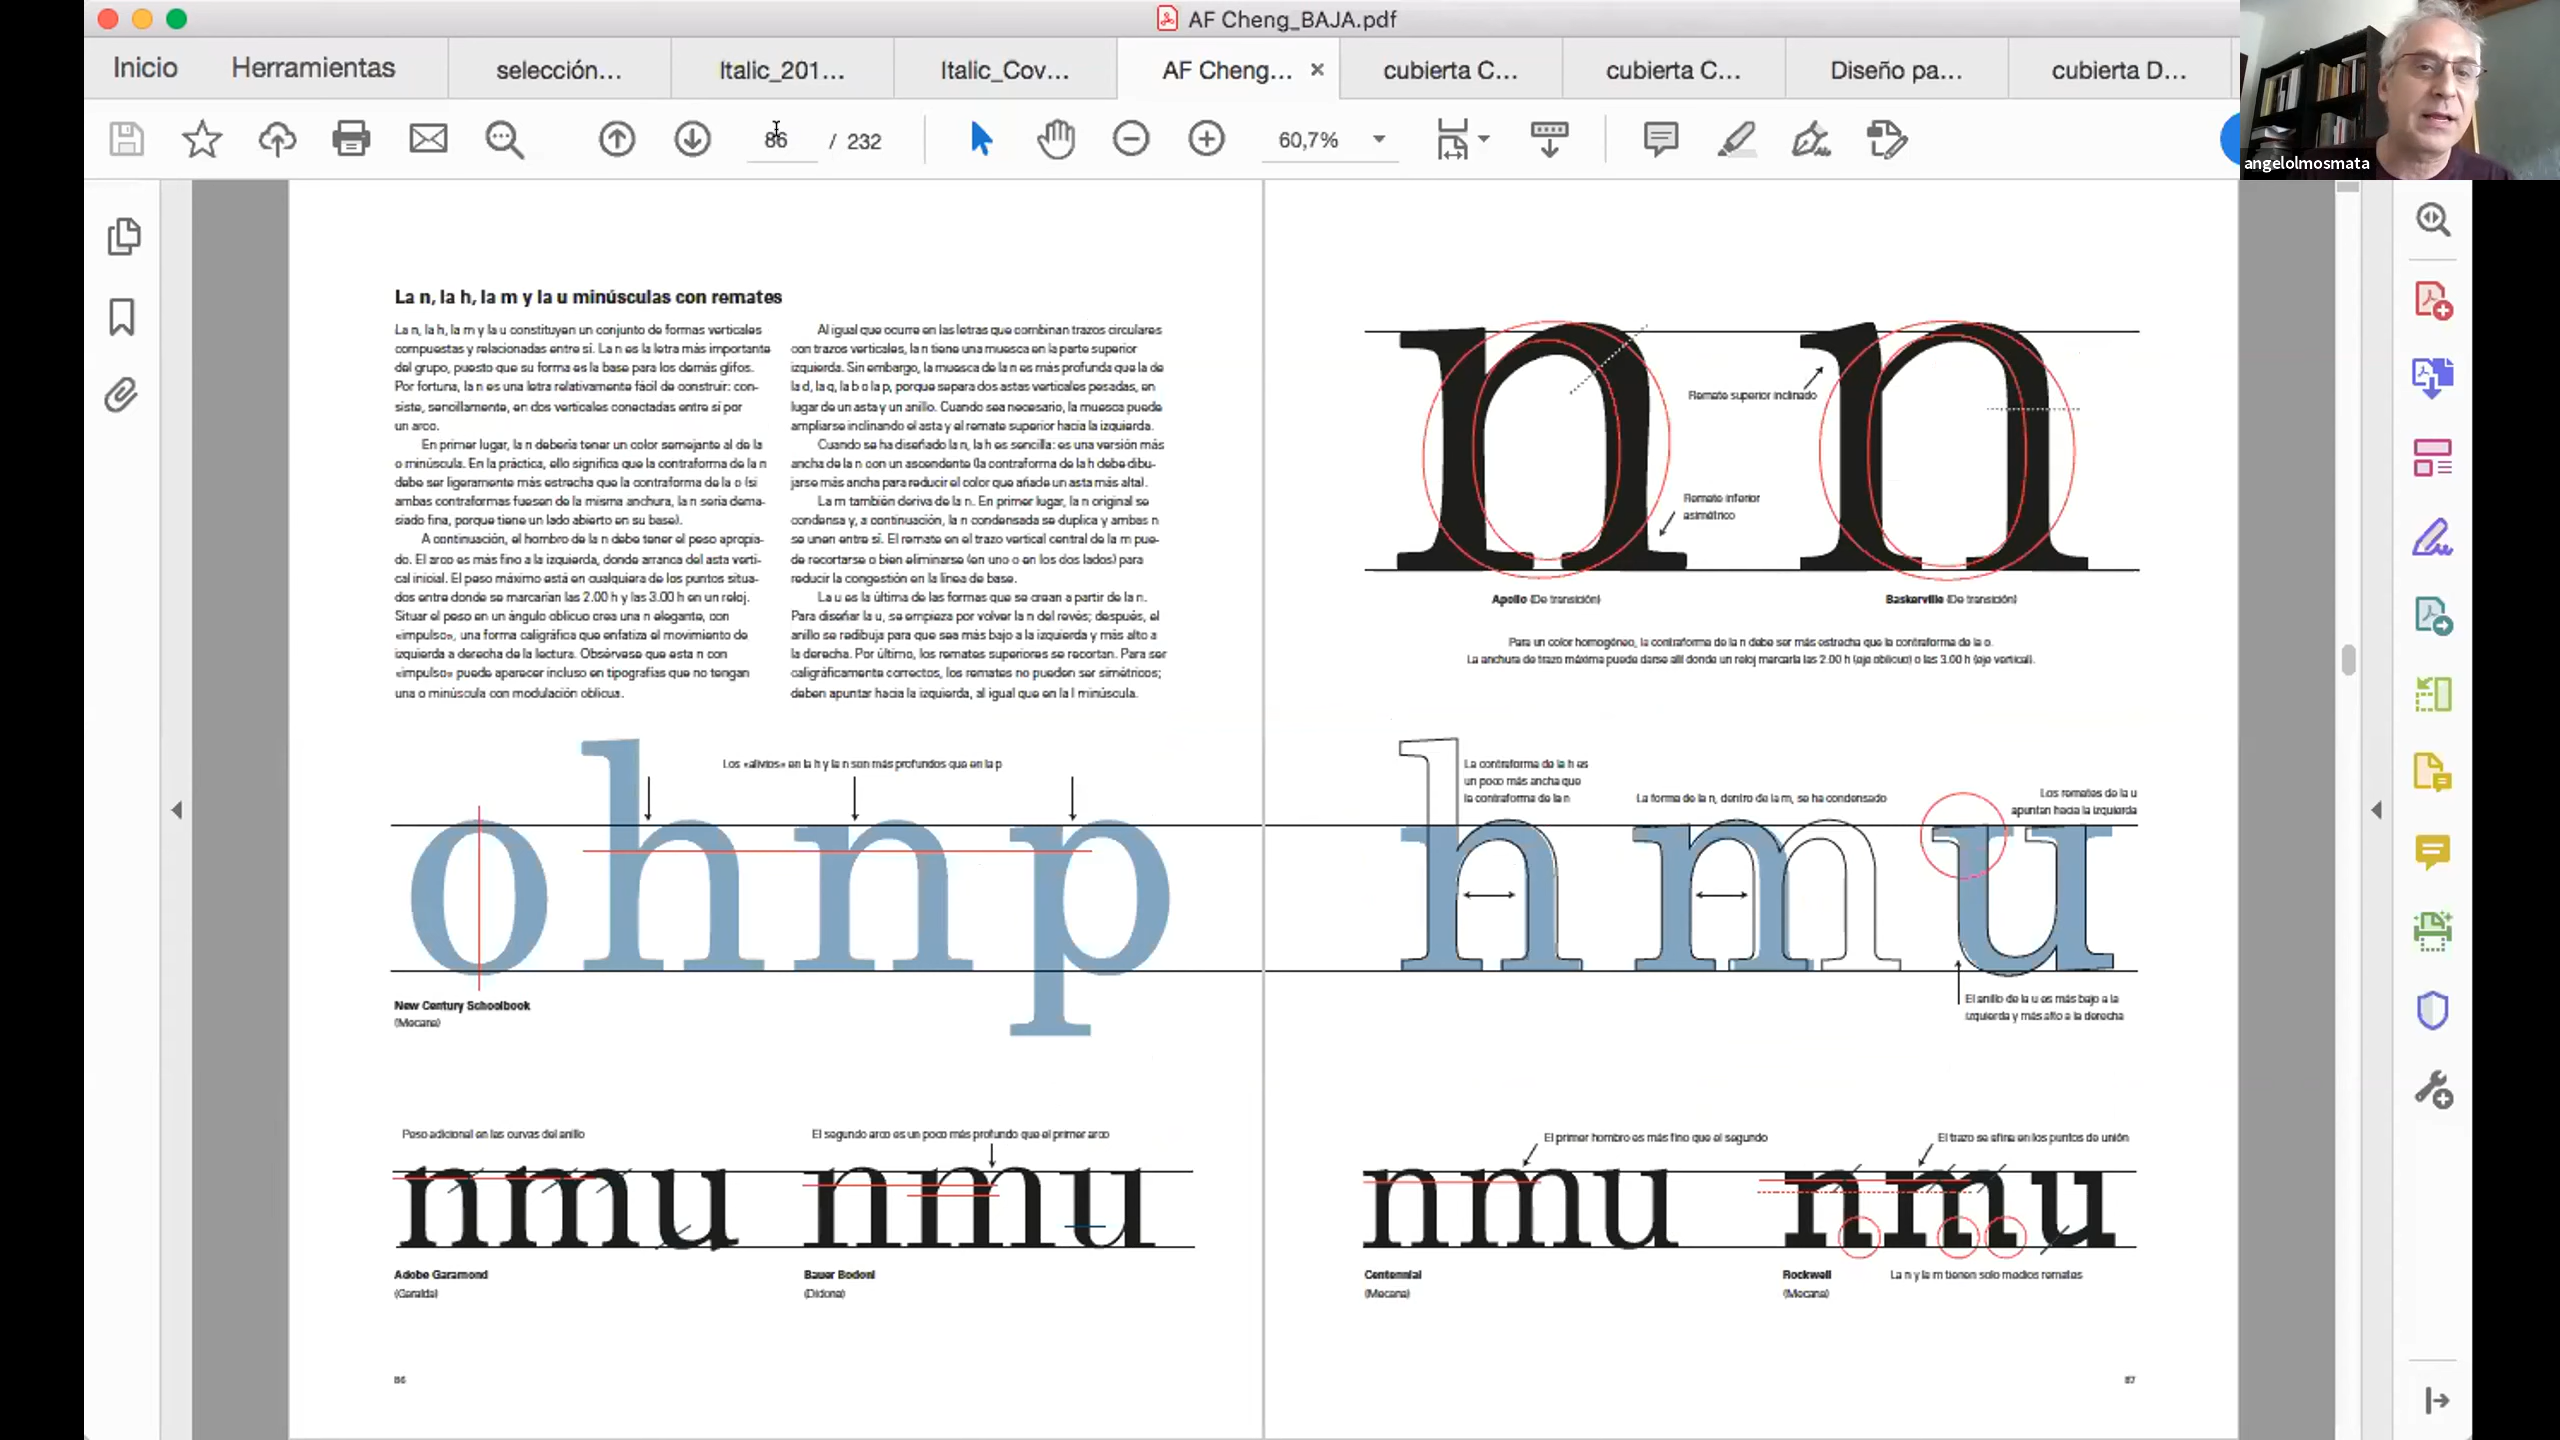 AF Cheng_BAJA.pdf
Inicio
Herramientas
selección...
Italic_201...
Italic_Cov...
AF Cheng...
cubierta C...
cubierta C...
Diseño pa...
cubierta D...
86 / 232
60,7%
angelolmosmata
La n, la h, la m y la u minúsculas con remates
La n, la h, la m y la u constituyen un conjunto de formas verticales
compuestas y relacionadas entre sí. La n es la letra más importante
del grupo, puesto que su forma es la base para los demás glifos.
Por fortuna, la n es una letra relativamente fácil de construir: con-
siste, sencillamente, en dos verticales conectadas entre sí por
un arco.
En primer lugar, la n debería tener un color semejante al de la
o minúscula. En la práctica, ello significa que la contraforma de la n
debe ser ligeramente más estrecha que la contraforma de la o (si
ambas contraformas fuesen de la misma anchura, la n sería dema-
siado fina, porque tiene un lado abierto en su base).
A continuación, el hombro de la n debe tener el peso apropia-
do. El arco es más fino a la izquierda, donde arranca del asta verti-
cal inicial. El peso máximo está en cualquiera de los puntos situa-
dos entre donde se marcarían las 2.00 h y las 3.00 h en un reloj.
Situar el peso en un ángulo oblicuo crea una n elegante, con
«impulso», una forma caligráfica que enfatiza el movimiento de
izquierda a derecha de la lectura. Obsérvese que esta n con
«impulso» puede aparecer incluso en tipografías que no tengan
una o minúscula con modulación oblicua.
Al igual que ocurre en las letras que combinan trazos circulares
con trazos verticales, la n tiene una muesca en la parte superior
izquierda. Sin embargo, la muesca de la n es más profunda que la de
la d, la q, la b o la p, porque separa dos astas verticales pesadas, en
lugar de un asta y un anillo. Cuando sea necesario, la muesca puede
ampliarse inclinando el asta y el remate superior hacia la izquierda.
Cuando se ha diseñado la n, la h es sencilla: es una versión más
ancha de la n con un ascendente (la contraforma de la h debe dibu-
jarse más ancha para reducir el color que añade un asta más alta).
La m también deriva de la n. En primer lugar, la n original se
condensa y, a continuación, la n condensada se duplica y ambas n
se unen entre sí. El remate en el trazo vertical central de la m pue-
de recortarse o bien eliminarse (en uno o en los dos lados) para
reducir la congestión en la línea de base.
La u es la última de las formas que se crean a partir de la n.
Para diseñar la u, se empieza por volver la n del revés; después, el
anillo se redibuja para que sea más bajo a la izquierda y más alto a
la derecha. Por último, los remates superiores se recortan. Para ser
caligráficamente correctos, los remates no pueden ser simétricos;
deben apuntar hacia la izquierda, al igual que en la l minúscula.
Los «alivios» en la h y la n son más profundos que en la p
o h n p
New Century Schoolbook
(Mecana)
Peso adicional en las curvas del anillo
nmu
Adobe Garamond
(Geralda)
El segundo arco es un poco más profundo que el primer arco
nmu
Bauer Bodoni
(Didona)
86
n n
Remate superior inclinado
Remate inferior
asimétrico
Apollo (De transición)
Baskerville (De transición)
Para un color homogéneo, la contraforma de la n debe ser más estrecha que la contraforma de la o.
La anchura de trazo máxima puede darse allí donde un reloj marcaría las 2.00 h (eje oblicuo) o las 3.00 h (eje vertical).
La contraforma de la h es
un poco más ancha que
la contraforma de la n
La forma de la n, dentro de la m, se ha condensado
Los remates de la u
apuntan hacia la izquierda
h m u
El anillo de la u es más bajo a la
izquierda y más alto a la derecha
El primer hombro es más fino que el segundo
nmu
Centennial
(Mecana)
El trazo se afina en los puntos de unión
nmu
Rockwell
(Mecana)
La n y la m tienen solo medios remates
87